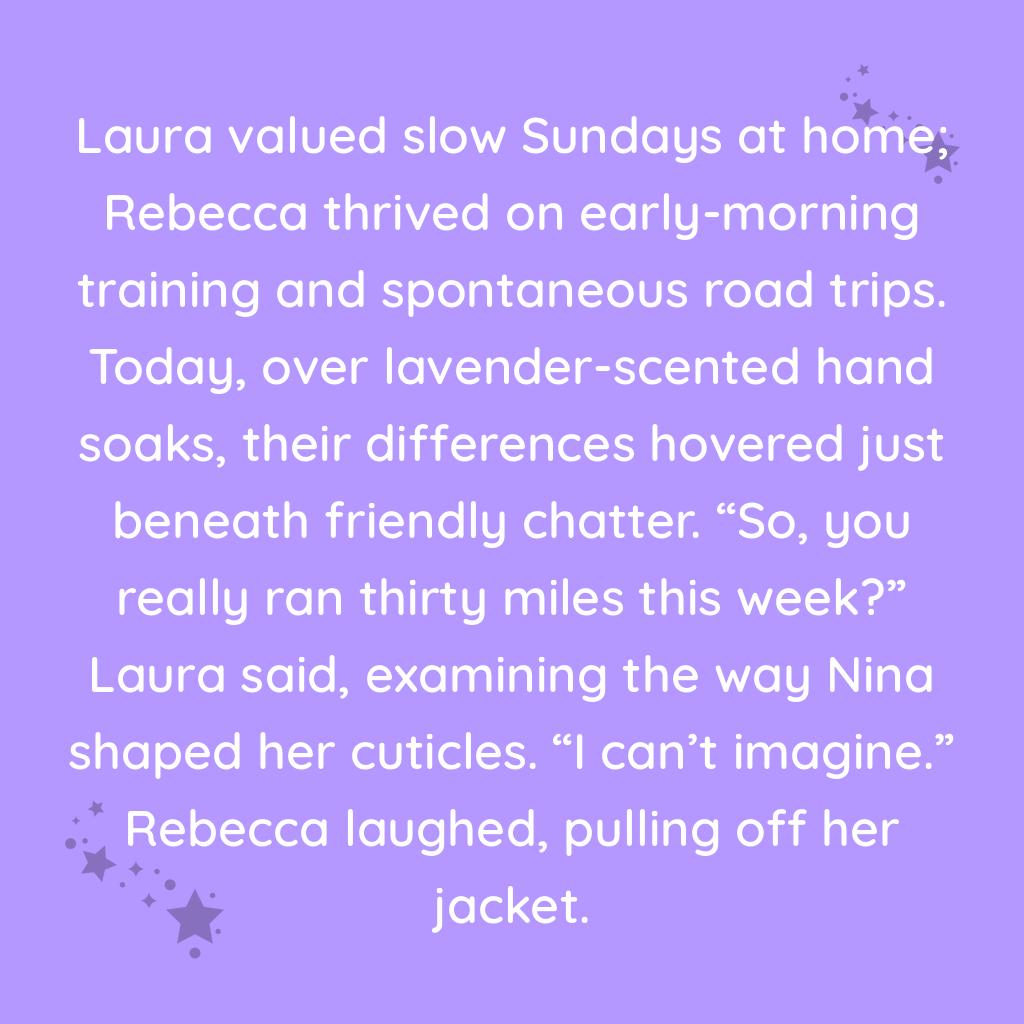 Laura valued slow Sundays at home;
Rebecca thrived on early-morning
training and spontaneous road trips.
Today, over lavender-scented hand
soaks, their differences hovered just
beneath friendly chatter. “So, you
really ran thirty miles this week?”
Laura said, examining the way Nina
shaped her cuticles. “I can’t imagine.”
Rebecca laughed, pulling off her
jacket.